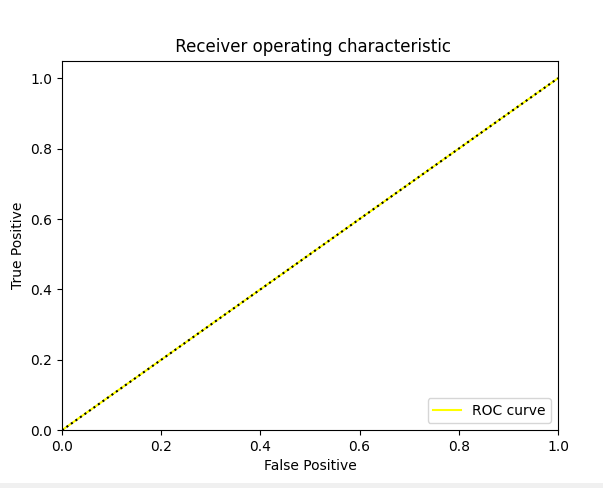 Receiver operating characteristic
1.0
0.8
0.6
0.4
0.2
0.0
True Positive
ROC curve
0.0 0.2 0.4 0.6 0.8 1.0
False Positive